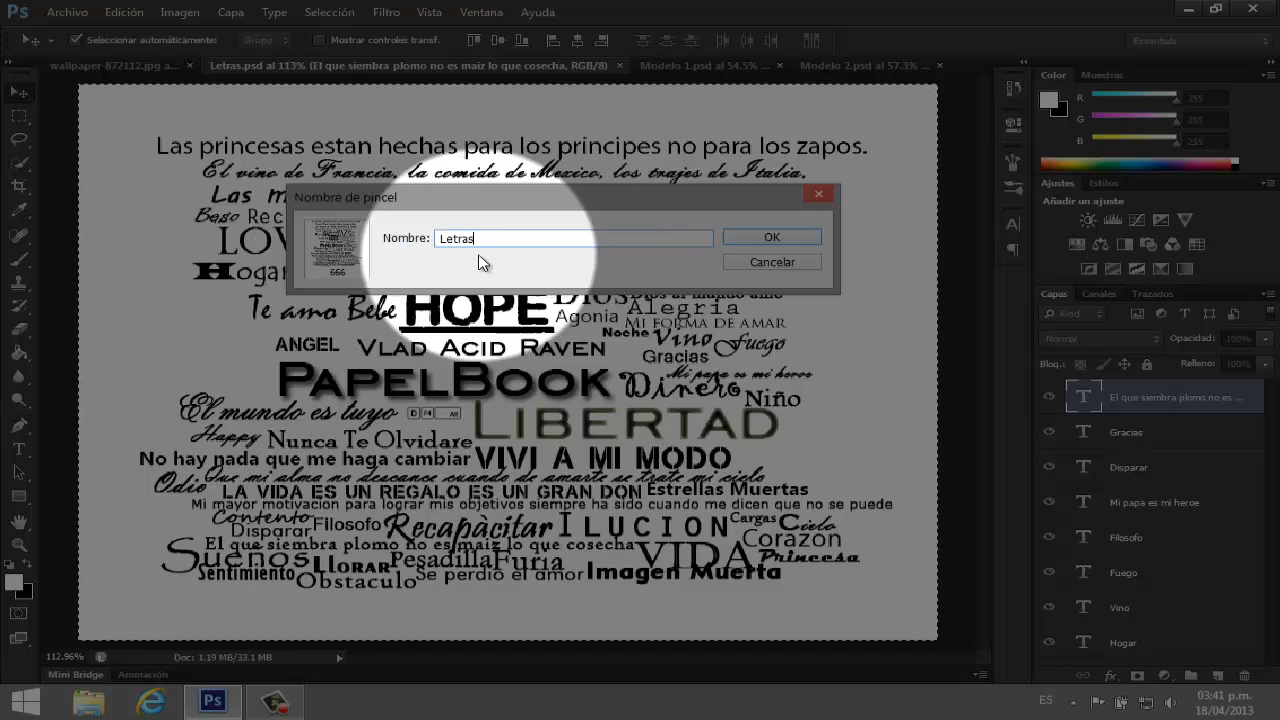 Ps Archivo Edición Imagen Capa Type Selección Filtro Vista Ventana Ayuda
Seleccionar automáticamente: Grupo Mostrar controles transf. Essentials
wallpaper-872112.jpg a... × Letras.psd al 113% (El que siembra plomo no es maiz lo que cosecha, RGB/8) × Modelo 1.psd al 54.5% ... × Modelo 2.psd al 57.3% ... ×
Color Muestras
R 255
G 255
B 255
Las princesas estan hechas para los principes no para los zapos.
El vino de Francia, la comida de Mexico, los trajes de Italia.
Ajustes Estilos
Añadir un ajuste
Nombre de pincel
Nombre: Letras OK
Cancelar
666
Las m
Beso Rec
LO
Hogar
DIOS
Te amo Bebe HOPE Agonia Alegria
MI FORMA DE AMAR
Noche Vino Fuego
ANGEL VLAD ACID RAVEN Gracias
Mi papa es mi heroe
PAPELBOOK Dinero Niño
El mundo es tuyo LIBERTAD
Happy Nunca Te Olvidare
No hay nada que me haga cambiar VIVI A MI MODO
Que mi alma no descance cuando de amarte se trate mi cielo
Odio LA VIDA ES UN REGALO ES UN GRAN DON Estrellas Muertas
Mi mayor motivacion para lograr mis objetivos siempre ha sido cuando me dicen que no se puede
Contento Filosofo Recapàcitar ILUCION Cargas Cielo
Disparar Corazon
El que siembra plomo no es maiz lo que cosecha
Sueños Llorar Pesadilla Furia VIDA Princesa
Sentimiento Obstaculo Se perdio el amor Imagen Muerta
Capas Canales Trazados
Kind
Normal Opacidad: 100%
Bloq.: Relleno: 100%
T El que siembra plomo no es ...
T Gracias
T Disparar
T Mi papa es mi heroe
T Filosofo
T Fuego
T Vino
T Hogar
112.96% Doc: 1.19 MB/33.1 MB
Mini Bridge Animación
Ps
ES 03:41 p.m.
18/04/2013